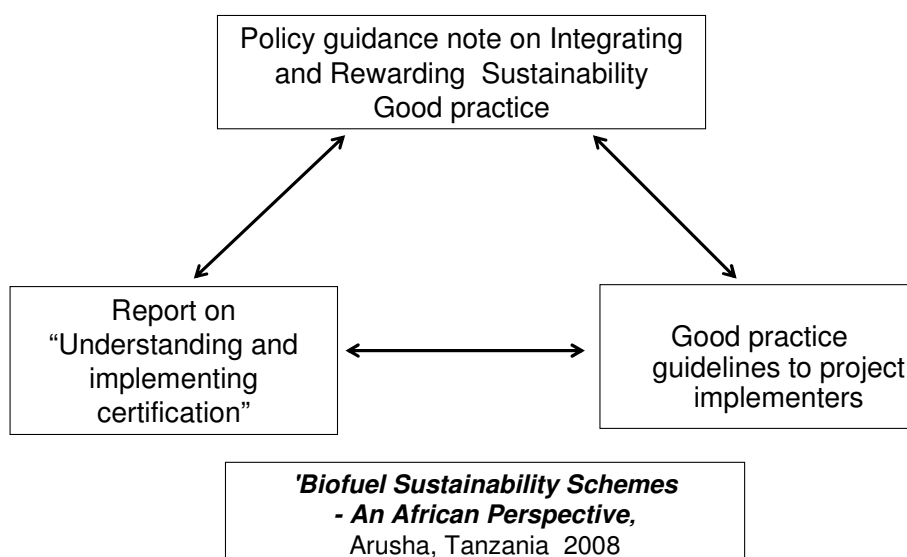 Policy guidance note on Integrating
and Rewarding Sustainability
Good practice
Report on
“Understanding and
implementing
certification”
Good practice
guidelines to project
implementers
'Biofuel Sustainability Schemes
- An African Perspective,
Arusha, Tanzania 2008